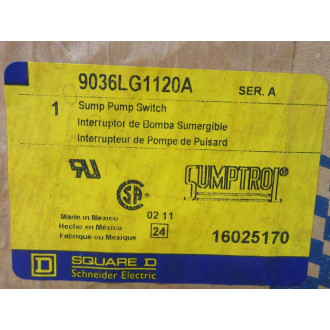 9036LG1120A SER. A
1 Sump Pump Switch
Interruptor de Bomba Sumergible
Interrupteur de Pompe de Puisard
SA
SUMPTROL
Made in Mexico 02 11
Hecho en México 24
Fabriqué au Mexique
16025170
D SQUARE D
Schneider Electric